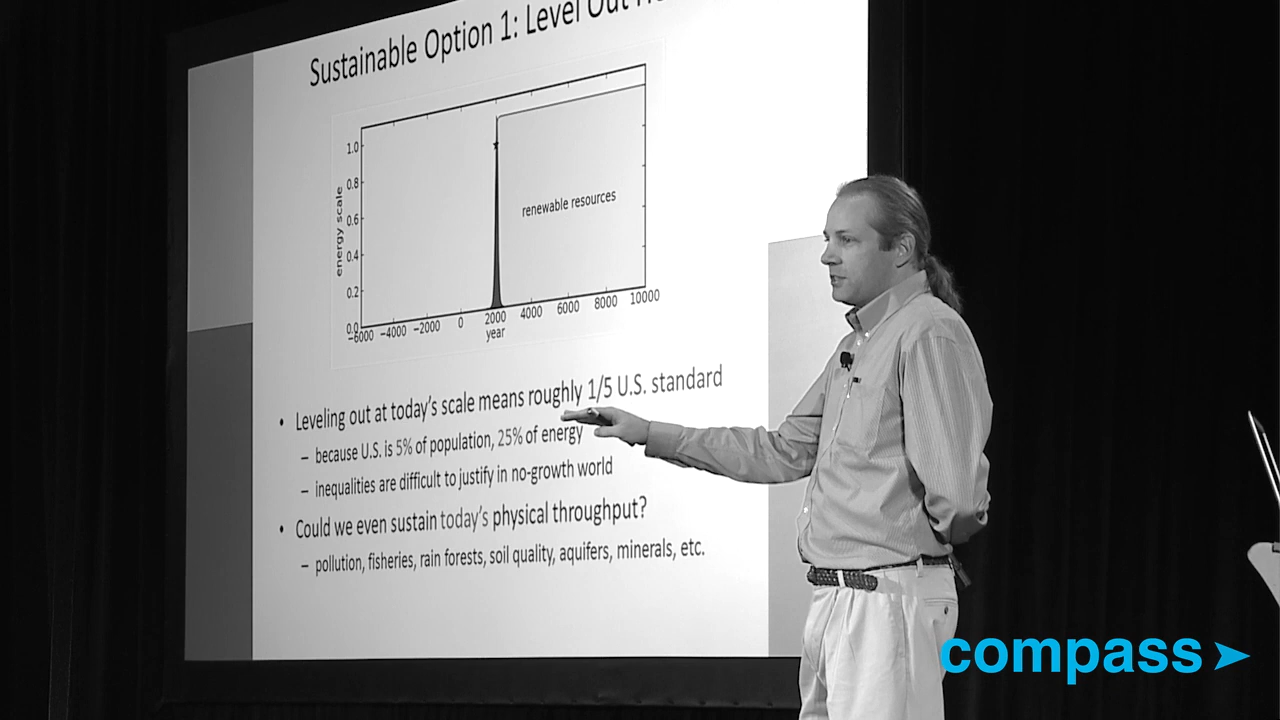 Sustainable Option 1: Level Out
1.0
0.8
0.6
0.4
0.2
0.0
energy scale
renewable resources
−6000 −4000 −2000 0 2000 4000 6000 8000 10000
year
• Leveling out at today's scale means roughly 1/5 U.S. standard
– because U.S. is 5% of population, 25% of energy
– inequalities are difficult to justify in no-growth world
• Could we even sustain today's physical throughput?
– pollution, fisheries, rain forests, soil quality, aquifers, minerals, etc.
compass